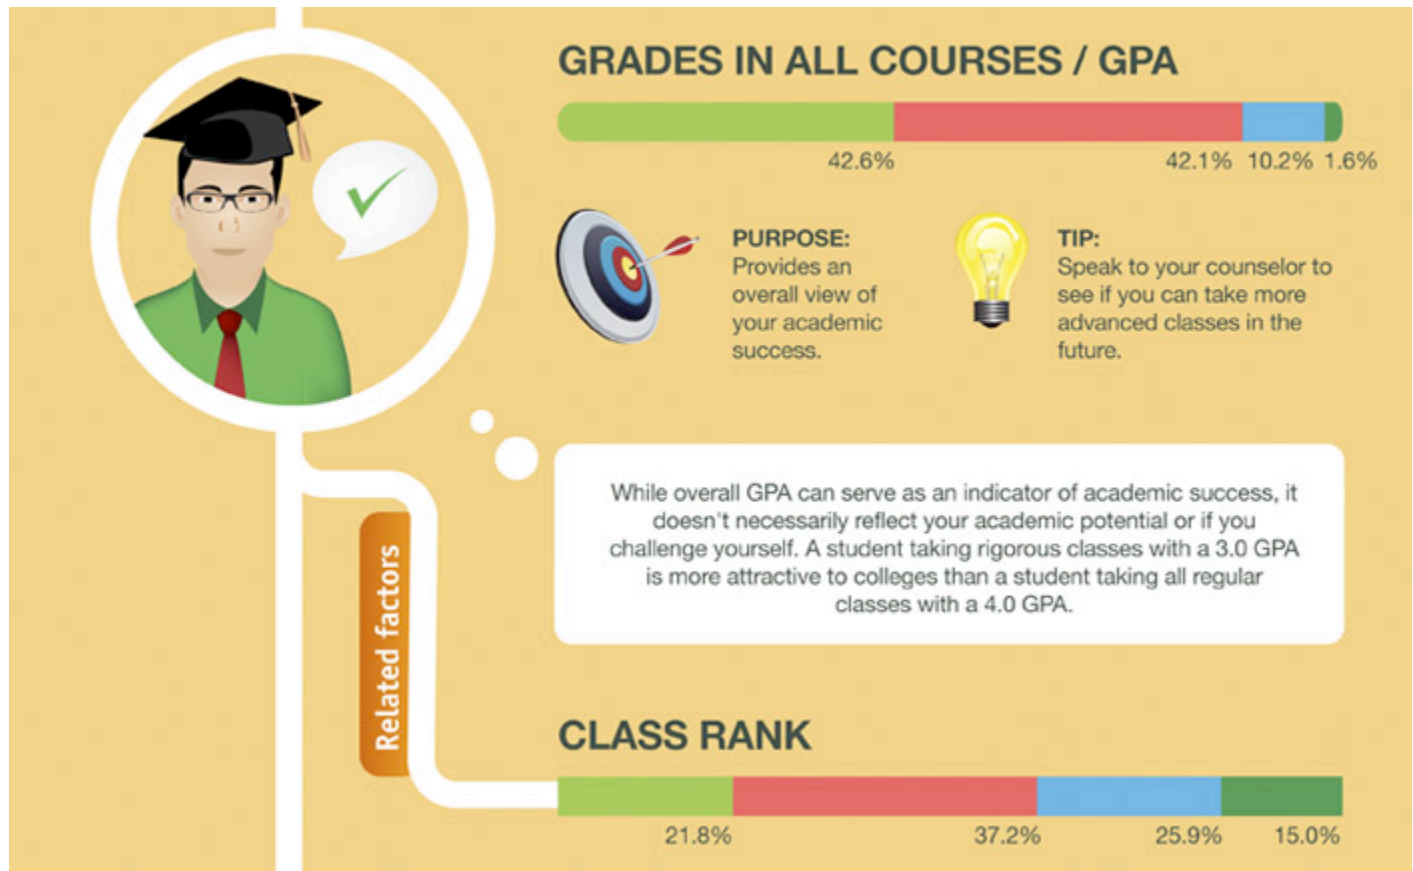 GRADES IN ALL COURSES / GPA
42.6%
42.1%
10.2%
1.6%
PURPOSE:
Provides an
overall view of
your academic
success.
TIP:
Speak to your counselor to
see if you can take more
advanced classes in the
future.
While overall GPA can serve as an indicator of academic success, it
doesn't necessarily reflect your academic potential or if you
challenge yourself. A student taking rigorous classes with a 3.0 GPA
is more attractive to colleges than a student taking all regular
classes with a 4.0 GPA.
Related factors
CLASS RANK
21.8%
37.2%
25.9%
15.0%